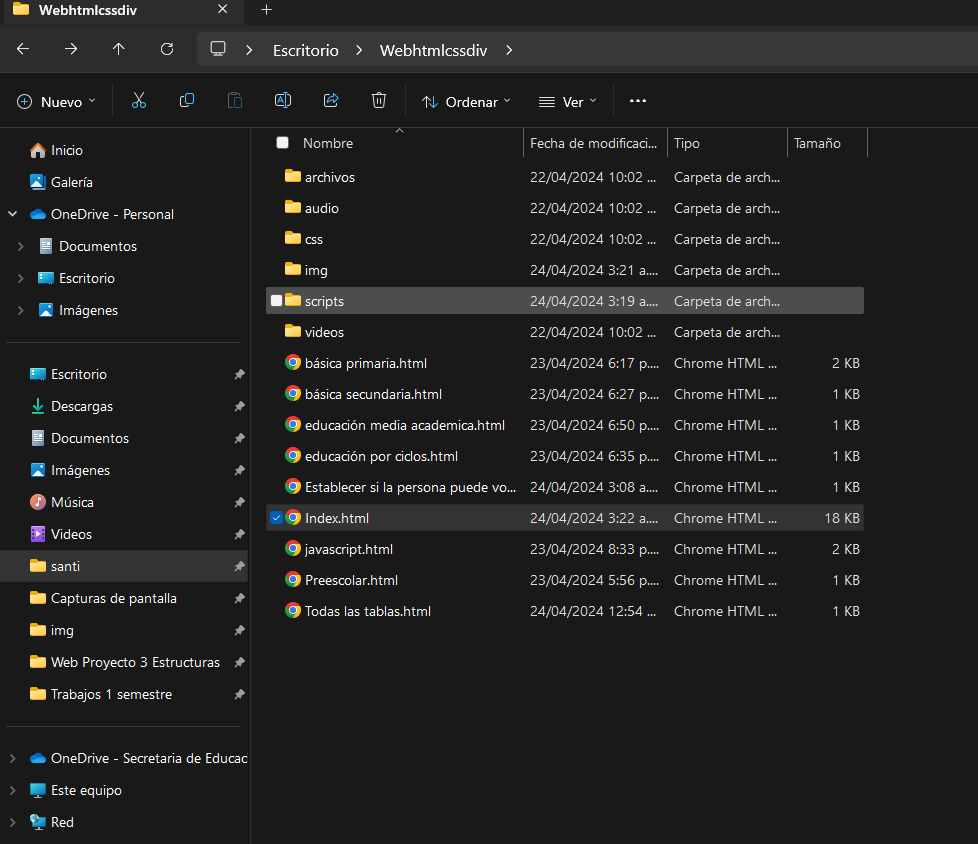 Webhtmlcssdiv
Escritorio > Webhtmlcssdiv >
Nuevo Ordenar Ver
Inicio
Galería
OneDrive - Personal
Documentos
Escritorio
Imágenes
Escritorio
Descargas
Documentos
Imágenes
Música
Videos
santi
Capturas de pantalla
img
Web Proyecto 3 Estructuras
Trabajos 1 semestre
OneDrive - Secretaria de Educac
Este equipo
Red
Nombre Fecha de modificaci... Tipo Tamaño
archivos 22/04/2024 10:02 ... Carpeta de arch...
audio 22/04/2024 10:02 ... Carpeta de arch...
css 22/04/2024 10:02 ... Carpeta de arch...
img 24/04/2024 3:21 a.... Carpeta de arch...
scripts 24/04/2024 3:19 a.... Carpeta de arch...
videos 22/04/2024 10:02 ... Carpeta de arch...
básica primaria.html 23/04/2024 6:17 p.... Chrome HTML ... 2 KB
básica secundaria.html 23/04/2024 6:27 p.... Chrome HTML ... 1 KB
educación media academica.html 23/04/2024 6:50 p.... Chrome HTML ... 1 KB
educación por ciclos.html 23/04/2024 6:35 p.... Chrome HTML ... 1 KB
Establecer si la persona puede vo... 24/04/2024 3:08 a.... Chrome HTML ... 1 KB
Index.html 24/04/2024 3:22 a.... Chrome HTML ... 18 KB
javascript.html 23/04/2024 8:33 p.... Chrome HTML ... 2 KB
Preescolar.html 23/04/2024 5:56 p.... Chrome HTML ... 1 KB
Todas las tablas.html 24/04/2024 12:54 ... Chrome HTML ... 1 KB